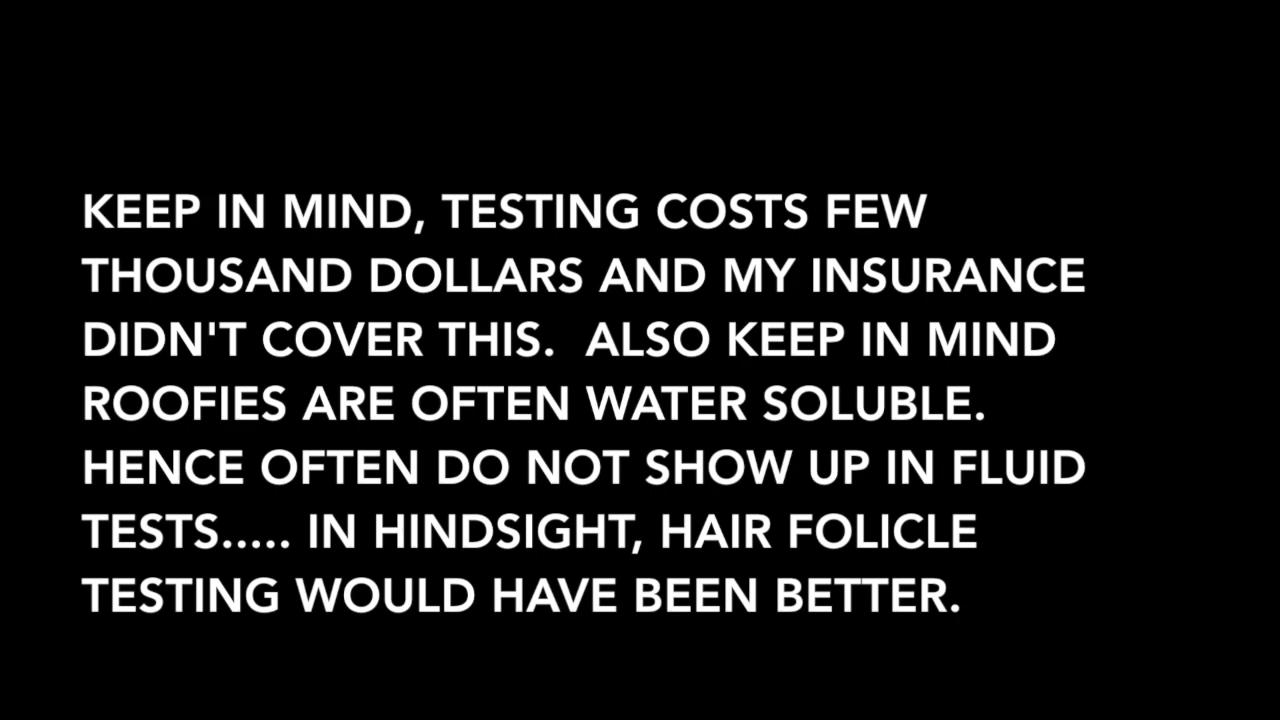 KEEP IN MIND, TESTING COSTS FEW
THOUSAND DOLLARS AND MY INSURANCE
DIDN'T COVER THIS.  ALSO KEEP IN MIND
ROOFIES ARE OFTEN WATER SOLUBLE.
HENCE OFTEN DO NOT SHOW UP IN FLUID
TESTS..... IN HINDSIGHT, HAIR FOLICLE
TESTING WOULD HAVE BEEN BETTER.